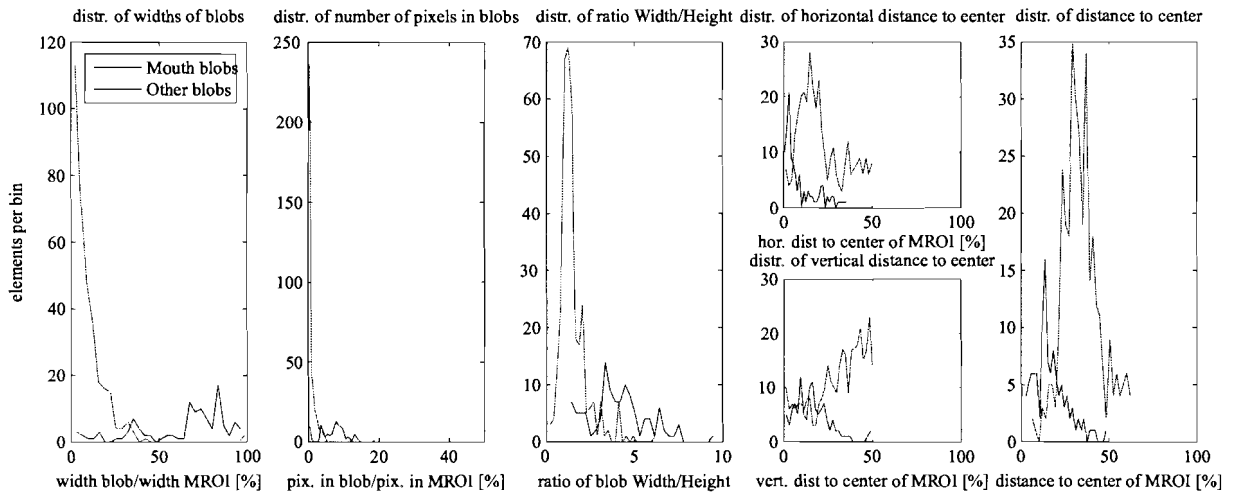 distr. of widths of blobs
120
100
80
60
40
20
0
elements per bin
Mouth blobs
Other blobs
0 50 100
width blob/width MROI [%]
distr. of number of pixels in blobs
250
200
150
100
50
0
0 20 40
pix. in blob/pix. in MROI [%]
distr. of ratio Width/Height
70
60
50
40
30
20
10
0
0 5 10
ratio of blob Width/Height
distr. of horizontal distance to center
30
20
10
0
0 50 100
hor. dist to center of MROI [%]
distr. of vertical distance to center
30
20
10
0
0 50 100
vert. dist to center of MROI [%]
distr. of distance to center
35
30
25
20
15
10
5
0
0 50 100
distance to center of MROI [%]